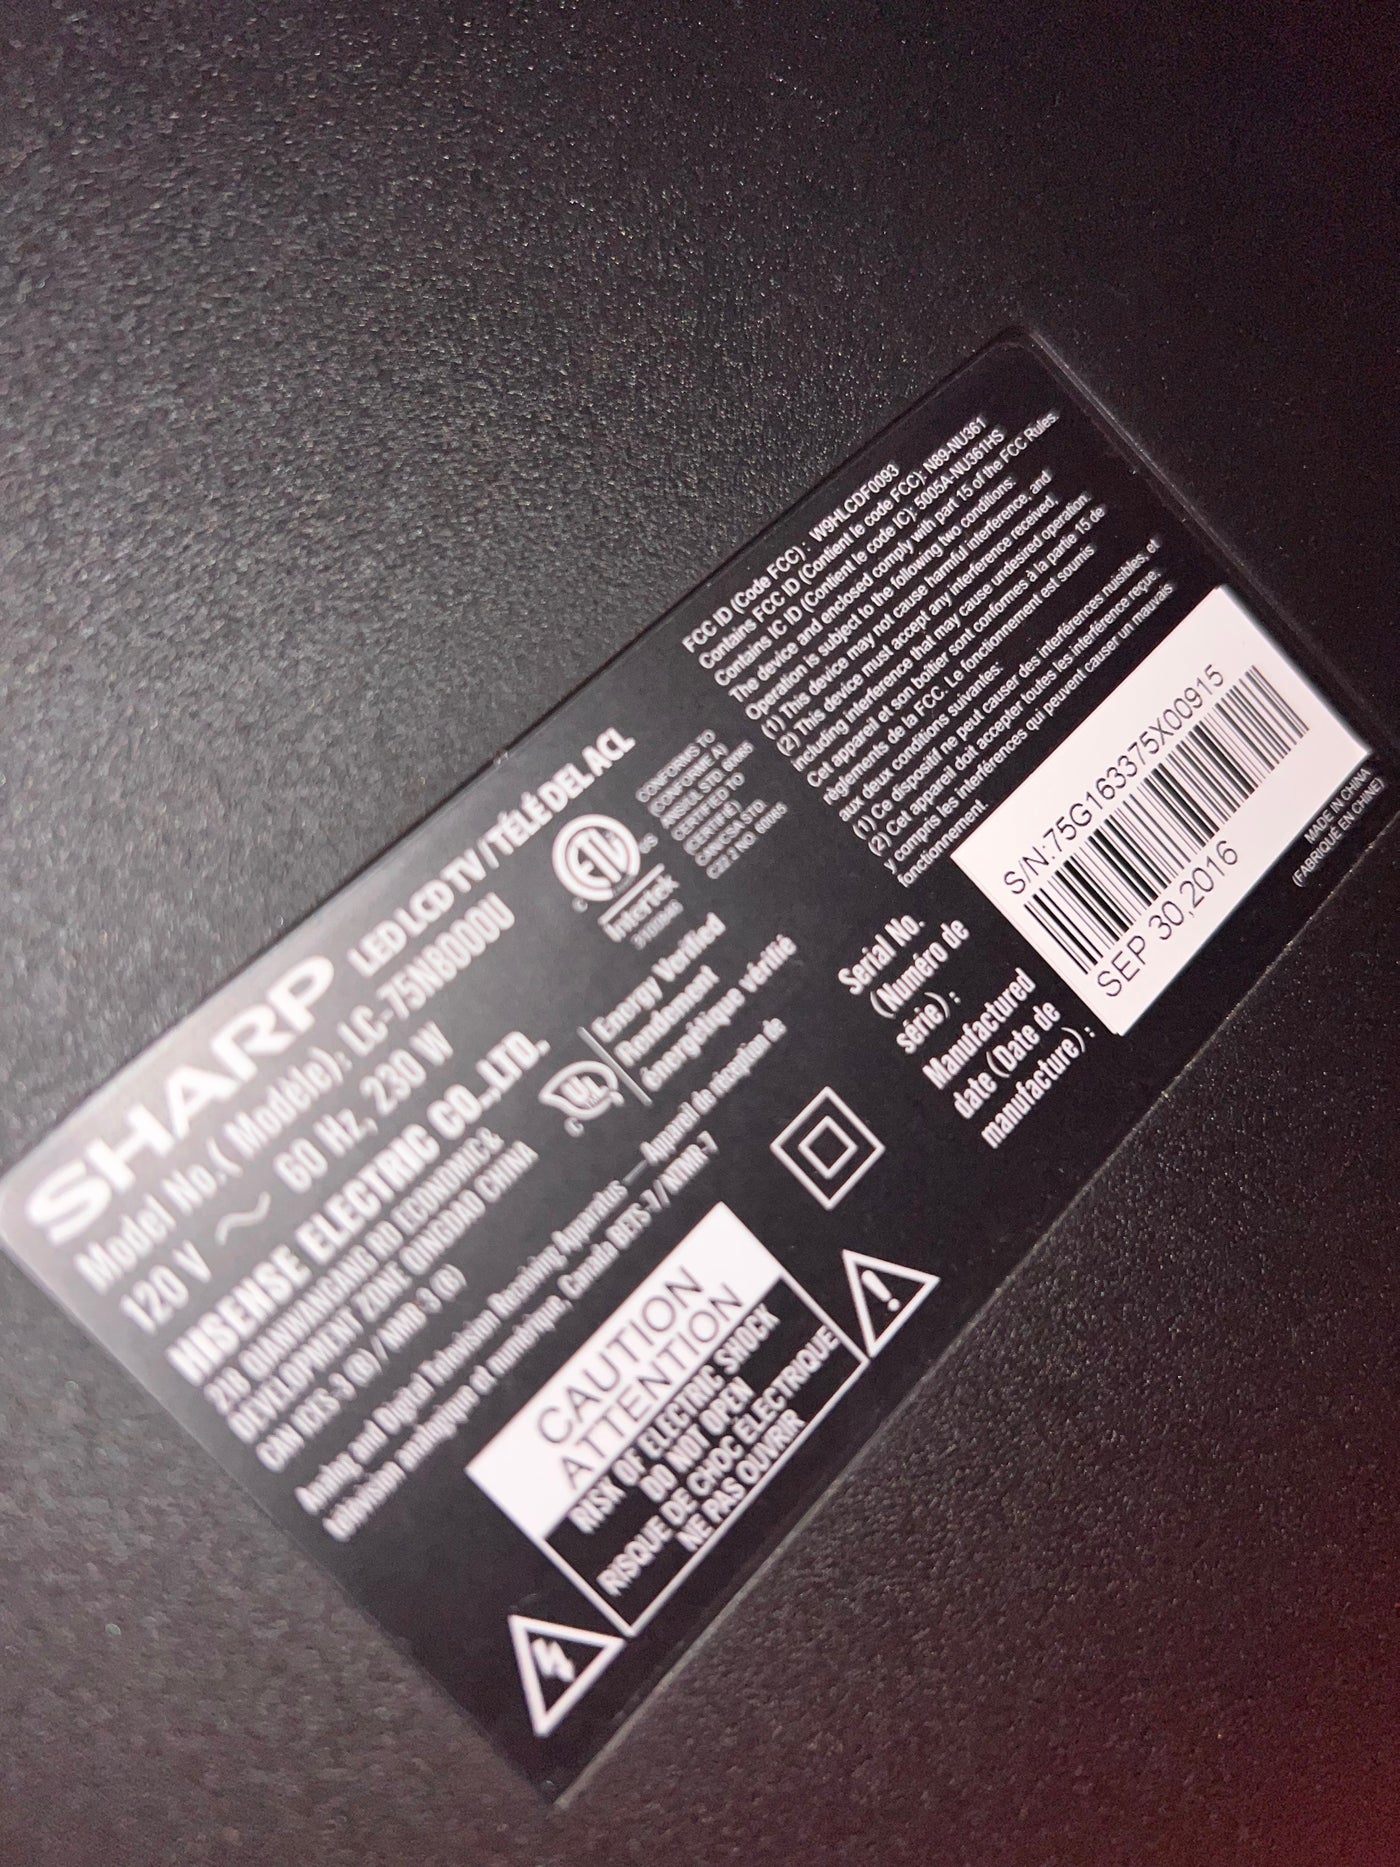 SHARP LED LCD TV / TÉLÉ DEL ACL
Model No.( Modèle): LC-75N8000U
120 V ~ 60 Hz, 230 W
HISENSE ELECTRIC CO.,LTD.
218 QIANWANGANG RD ECONOMIC &
DEVELOPMENT ZONE QINGDAO CHINA
CAN ICES-3 (B) / NMB-3 (B)
Analog and Digital Television Receiving Apparatus — Appareil de réception de
télévision analogique et numérique, Canada BETS-7 / NTMR-7
C US
Intertek
CONFORMS TO
(CONFORME A)
ANSI/UL STD. 60065
CERTIFIED TO
(CERTIFIE)
CAN/CSA STD.
C22.2 NO. 60065
UL
C
Energy Verified
Rendement
énergétique vérifié
CAUTION
ATTENTION
RISK OF ELECTRIC SHOCK
DO NOT OPEN
RISQUE DE CHOC ELECTRIQUE
NE PAS OUVRIR
FCC ID (Code FCC) : W9HLCDF0093
Contains FCC ID (Contient le code FCC): N89-NU361
Contains IC ID (Contient le code IC): 5005A-NU361HS
The device and enclosed comply with part 15 of the FCC Rules.
Operation is subject to the following two conditions:
(1) This device may not cause harmful interference, and
(2) This device must accept any interference received,
including interference that may cause undesired operation.
Cet appareil et son boîtier sont conformes à la partie 15 de
règlements de la FCC. Le fonctionnement est soumis
aux deux conditions suivantes:
(1) Ce dispositif ne peut causer des interférences nuisibles, et
(2) Cet appareil doit accepter toutes les interférence reçue,
y compris les interférences qui peuvent causer un mauvais
fonctionnement.
Serial No.
(Numéro de
série) :
Manufactured
date (Date de
manufacture) :
S/N:75G163375X00915
SEP 30,2016
MADE IN CHINA
(FABRIQUÉ EN CHINE)